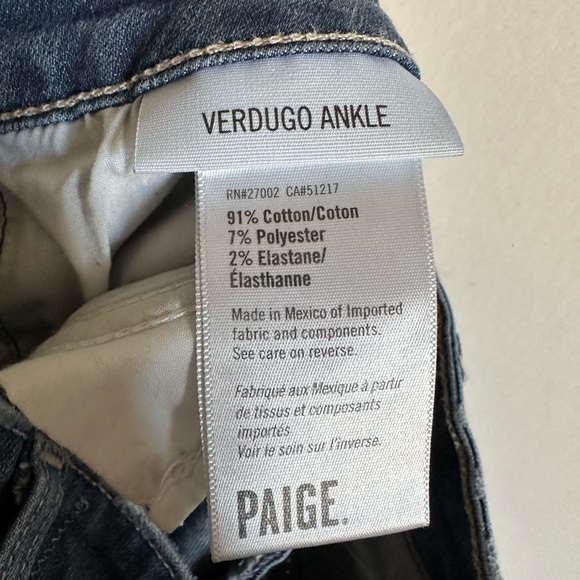 VERDUGO ANKLE
RN#27002 CA#51217
91% Cotton/Coton
7% Polyester
2% Elastane/
Élasthanne
Made in Mexico of Imported
fabric and components.
See care on reverse.
Fabriqué aux Mexique à partir
de tissus et composants
importés
Voir le soin sur l'inverse.
PAIGE.